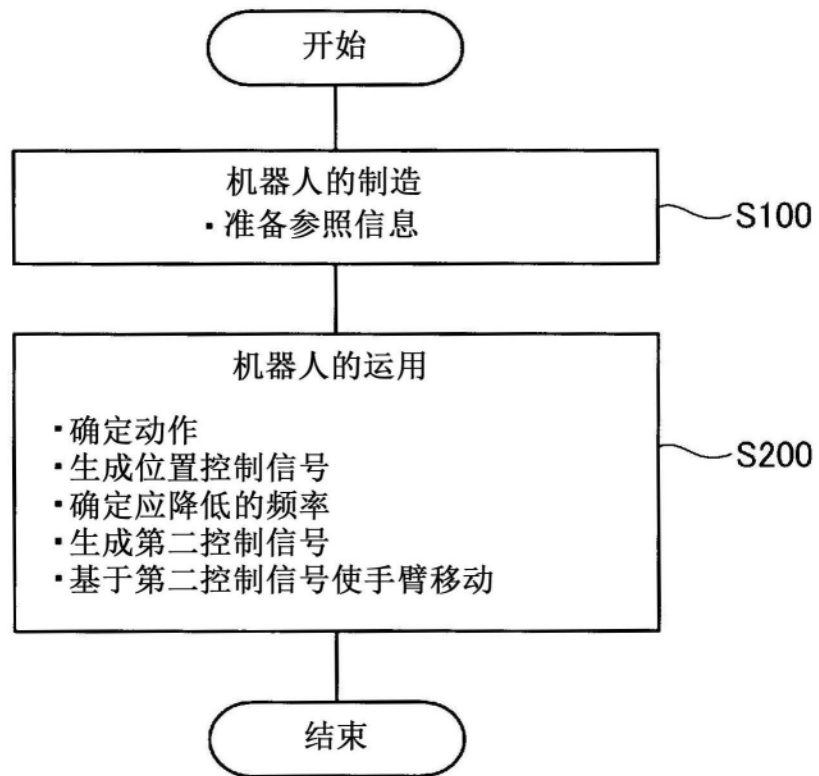 开始
机器人的制造
·准备参照信息
S100
机器人的运用
·确定动作
·生成位置控制信号
·确定应降低的频率
·生成第二控制信号
·基于第二控制信号使手臂移动
S200
结束